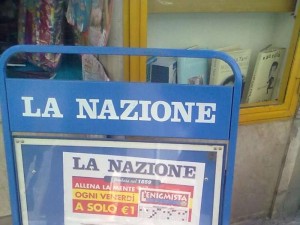 LA NAZIONE
LA NAZIONE
ALLENA LA MENTE
OGNI VENERDÌ
A SOLO €1
L'ENIGMISTA